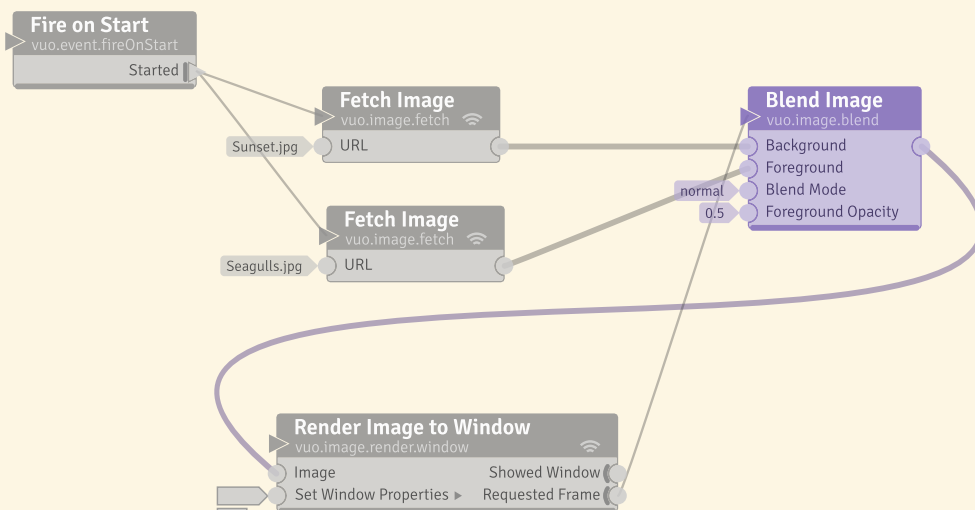 Fire on Start
vuo.event.fireOnStart
Started
Fetch Image
vuo.image.fetch
Sunset.jpg
URL
Blend Image
vuo.image.blend
Background
Foreground
normal
Blend Mode
0.5
Foreground Opacity
Fetch Image
vuo.image.fetch
Seagulls.jpg
URL
Render Image to Window
vuo.image.render.window
Image
Showed Window
Set Window Properties
Requested Frame